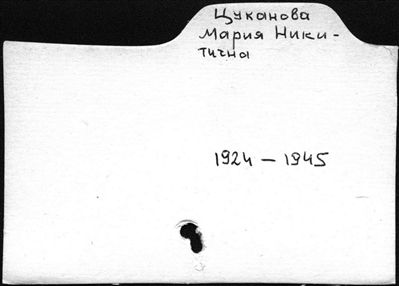 Цуканова
Мария Ники-
тична
1924 - 1945